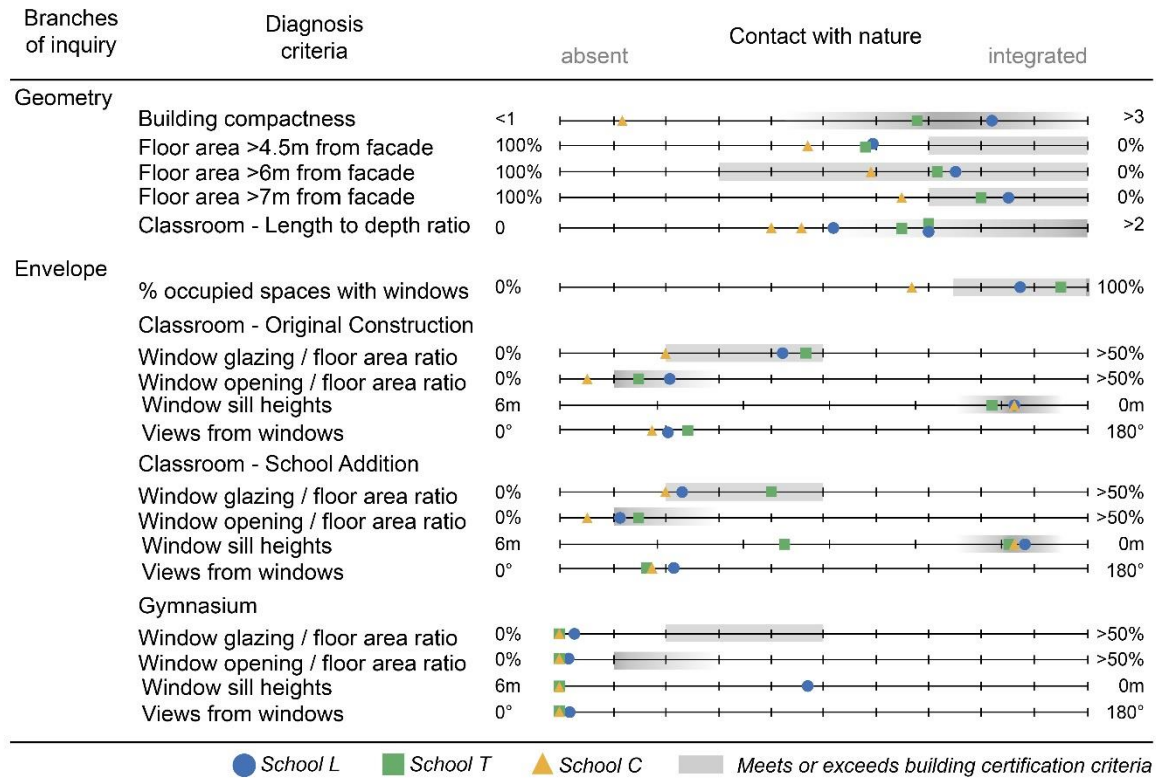 Branches of inquiry Diagnosis criteria Contact with nature
absent integrated
Geometry
Building compactness <1 >3
Floor area >4.5m from facade 100% 0%
Floor area >6m from facade 100% 0%
Floor area >7m from facade 100% 0%
Classroom - Length to depth ratio 0 >2
Envelope
% occupied spaces with windows 0% 100%
Classroom - Original Construction
Window glazing / floor area ratio 0% >50%
Window opening / floor area ratio 0% >50%
Window sill heights 6m 0m
Views from windows 0° 180°
Classroom - School Addition
Window glazing / floor area ratio 0% >50%
Window opening / floor area ratio 0% >50%
Window sill heights 6m 0m
Views from windows 0° 180°
Gymnasium
Window glazing / floor area ratio 0% >50%
Window opening / floor area ratio 0% >50%
Window sill heights 6m 0m
Views from windows 0° 180°
School L School T School C Meets or exceeds building certification criteria